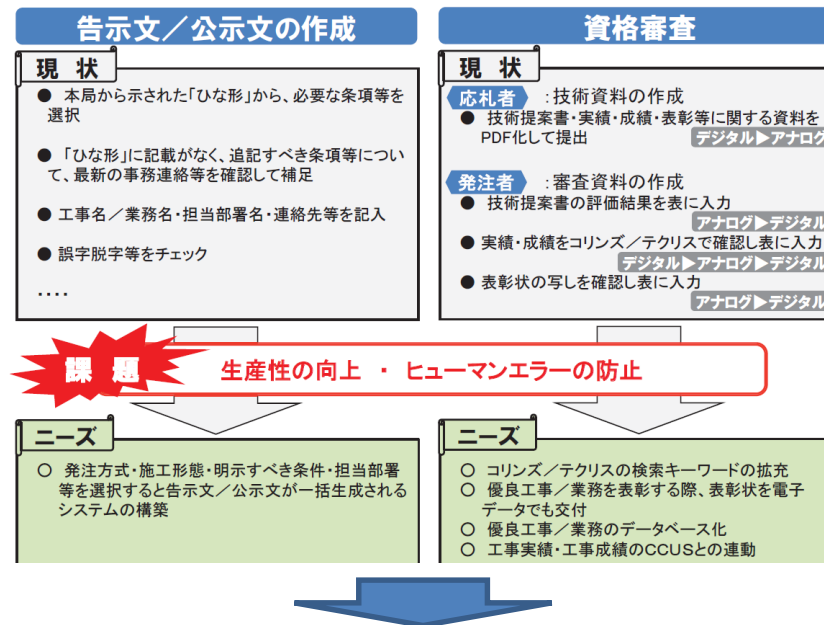 告示文／公示文の作成
現 状
● 本局から示された「ひな形」から、必要な条項等を
選択
● 「ひな形」に記載がなく、追記すべき条項等につい
て、最新の事務連絡等を確認して補足
● 工事名／業務名・担当部署名・連絡先等を記入
● 誤字脱字等をチェック
....
資格審査
現 状
応札者 :技術資料の作成
● 技術提案書・実績・成績・表彰等に関する資料を
PDF化して提出
デジタル▶アナログ
発注者 :審査資料の作成
● 技術提案書の評価結果を表に入力
アナログ▶デジタル
● 実績・成績をコリンズ／テクリスで確認し表に入力
デジタル▶アナログ▶デジタル
● 表彰状の写しを確認し表に入力
アナログ▶デジタル
課 題
生産性の向上 ・ ヒューマンエラーの防止
ニーズ
○ 発注方式・施工形態・明示すべき条件・担当部署
等を選択すると告示文／公示文が一括生成される
システムの構築
ニーズ
○ コリンズ／テクリスの検索キーワードの拡充
○ 優良工事／業務を表彰する際、表彰状を電子
データでも交付
○ 優良工事／業務のデータベース化
○ 工事実績・工事成績のCCUSとの連動